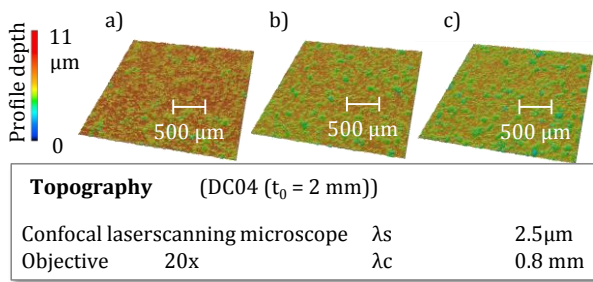 a) b) c)
11
μm
Profile depth
0
500 μm 500 μm 500 μm
Topography (DC04 (t₀ = 2 mm))
Confocal laserscanning microscope λs 2.5μm
Objective 20x λc 0.8 mm